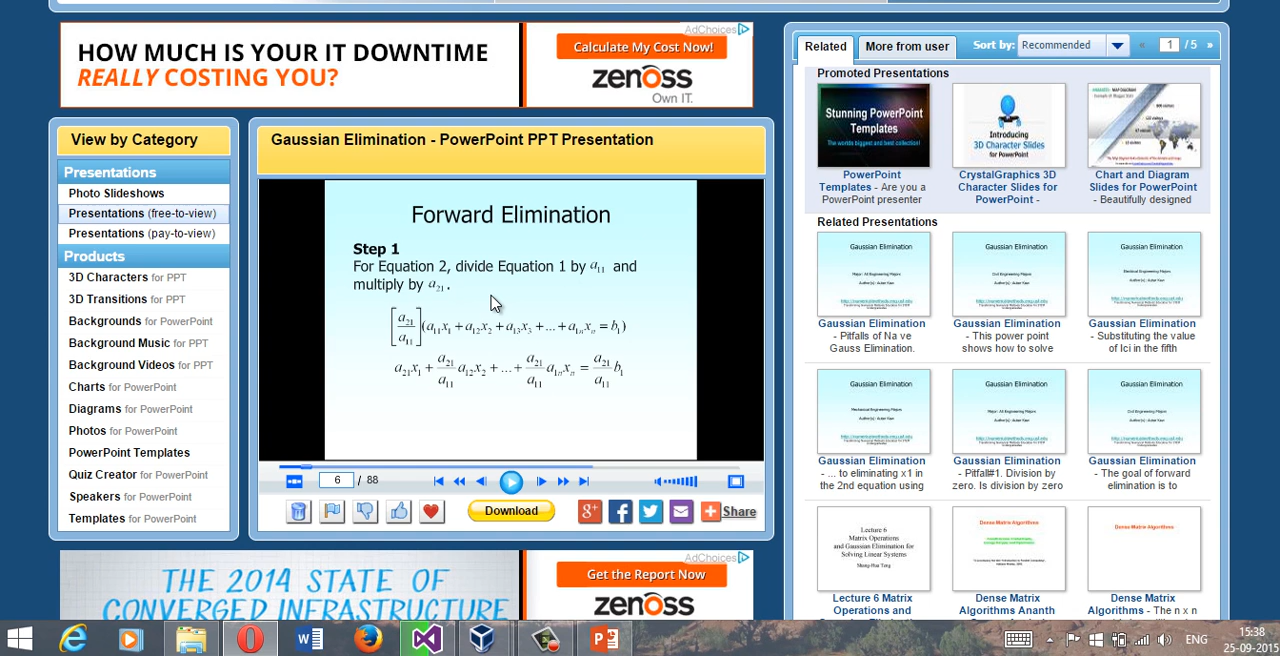 AdChoices
HOW MUCH IS YOUR IT DOWNTIME
REALLY COSTING YOU?
Calculate My Cost Now!
zenoss
Own IT.
View by Category
Presentations
Photo Slideshows
Presentations (free-to-view)
Presentations (pay-to-view)
Products
3D Characters for PPT
3D Transitions for PPT
Backgrounds for PowerPoint
Background Music for PPT
Background Videos for PPT
Charts for PowerPoint
Diagrams for PowerPoint
Photos for PowerPoint
PowerPoint Templates
Quiz Creator for PowerPoint
Speakers for PowerPoint
Templates for PowerPoint
Gaussian Elimination - PowerPoint PPT Presentation
Forward Elimination
Step 1
For Equation 2, divide Equation 1 by a₁₁ and
multiply by a₂₁.
[a₂₁/a₁₁](a₁₁x₁ + a₁₂x₂ + a₁₃x₃ + ... + a₁ₙxₙ = b₁)
a₂₁x₁ + a₂₁/a₁₁ a₁₂x₂ + ... + a₂₁/a₁₁ a₁ₙxₙ = a₂₁/a₁₁ b₁
6 / 88
Download
Share
Related
More from user
Sort by: Recommended
« 1 / 5 »
Promoted Presentations
Stunning PowerPoint
Templates
The worlds biggest and best collection!
PowerPoint
Templates - Are you a
PowerPoint presenter
Introducing
3D Character Slides
for PowerPoint
CrystalGraphics 3D
Character Slides for
PowerPoint -
Chart and Diagram
Slides for PowerPoint
- Beautifully designed
Related Presentations
Gaussian Elimination
Gaussian Elimination
- Pitfalls of Na ve
Gauss Elimination.
Gaussian Elimination
Gaussian Elimination
- This power point
shows how to solve
Gaussian Elimination
Gaussian Elimination
- Substituting the
value of Ici in the fifth
Gaussian Elimination
Gaussian Elimination
- ... to eliminating x1 in
the 2nd equation using
Gaussian Elimination
Gaussian Elimination
- Pitfall#1. Division by
zero. Is division by zero
Gaussian Elimination
Gaussian Elimination
- The goal of forward
elimination is to
Lecture 6
Matrix Operations
and Gaussian Elimination for
Solving Linear Systems
Lecture 6 Matrix
Operations and
Dense Matrix Algorithms
Dense Matrix
Algorithms Ananth
Dense Matrix Algorithms
Dense Matrix
Algorithms - The n x n
AdChoices
THE 2014 STATE OF
CONVERGED INFRASTRUCTURE
Get the Report Now
zenoss
ENG
15:38
25-09-2015